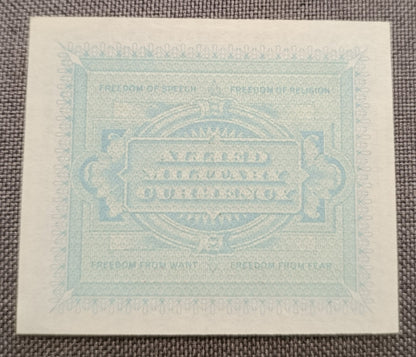 FREEDOM OF SPEECH FREEDOM OF RELIGION
ALLIED
MILITARY
CURRENCY
FREEDOM FROM WANT FREEDOM FROM FEAR